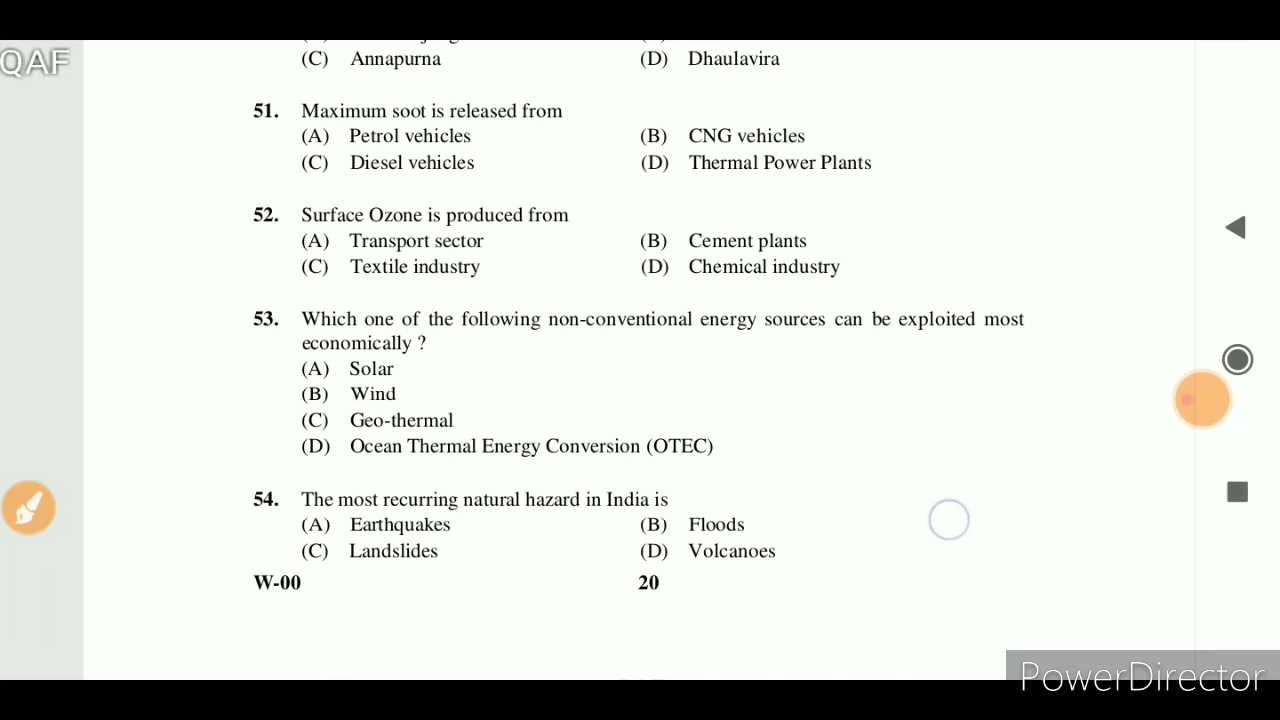 QAF
(C) Annapurna (D) Dhaulavira
51. Maximum soot is released from
(A) Petrol vehicles (B) CNG vehicles
(C) Diesel vehicles (D) Thermal Power Plants
52. Surface Ozone is produced from
(A) Transport sector (B) Cement plants
(C) Textile industry (D) Chemical industry
53. Which one of the following non-conventional energy sources can be exploited most
economically ?
(A) Solar
(B) Wind
(C) Geo-thermal
(D) Ocean Thermal Energy Conversion (OTEC)
54. The most recurring natural hazard in India is
(A) Earthquakes (B) Floods
(C) Landslides (D) Volcanoes
W-00 20
PowerDirector